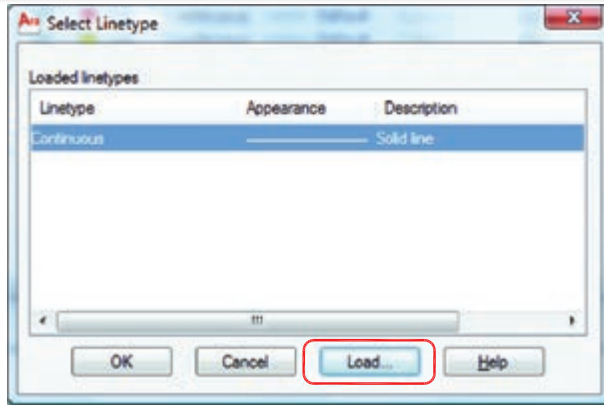 Select Linetype
Loaded linetypes
Linetype Appearance Description
Continuous Solid line
OK Cancel Load... Help